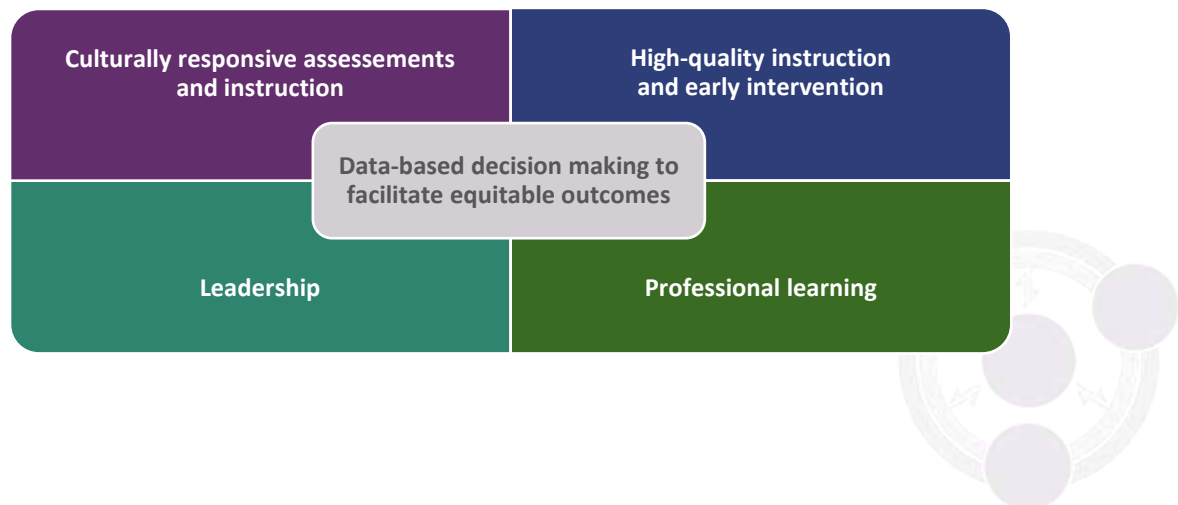 Culturally responsive assessements
and instruction
High-quality instruction
and early intervention
Data-based decision making to
facilitate equitable outcomes
Leadership
Professional learning